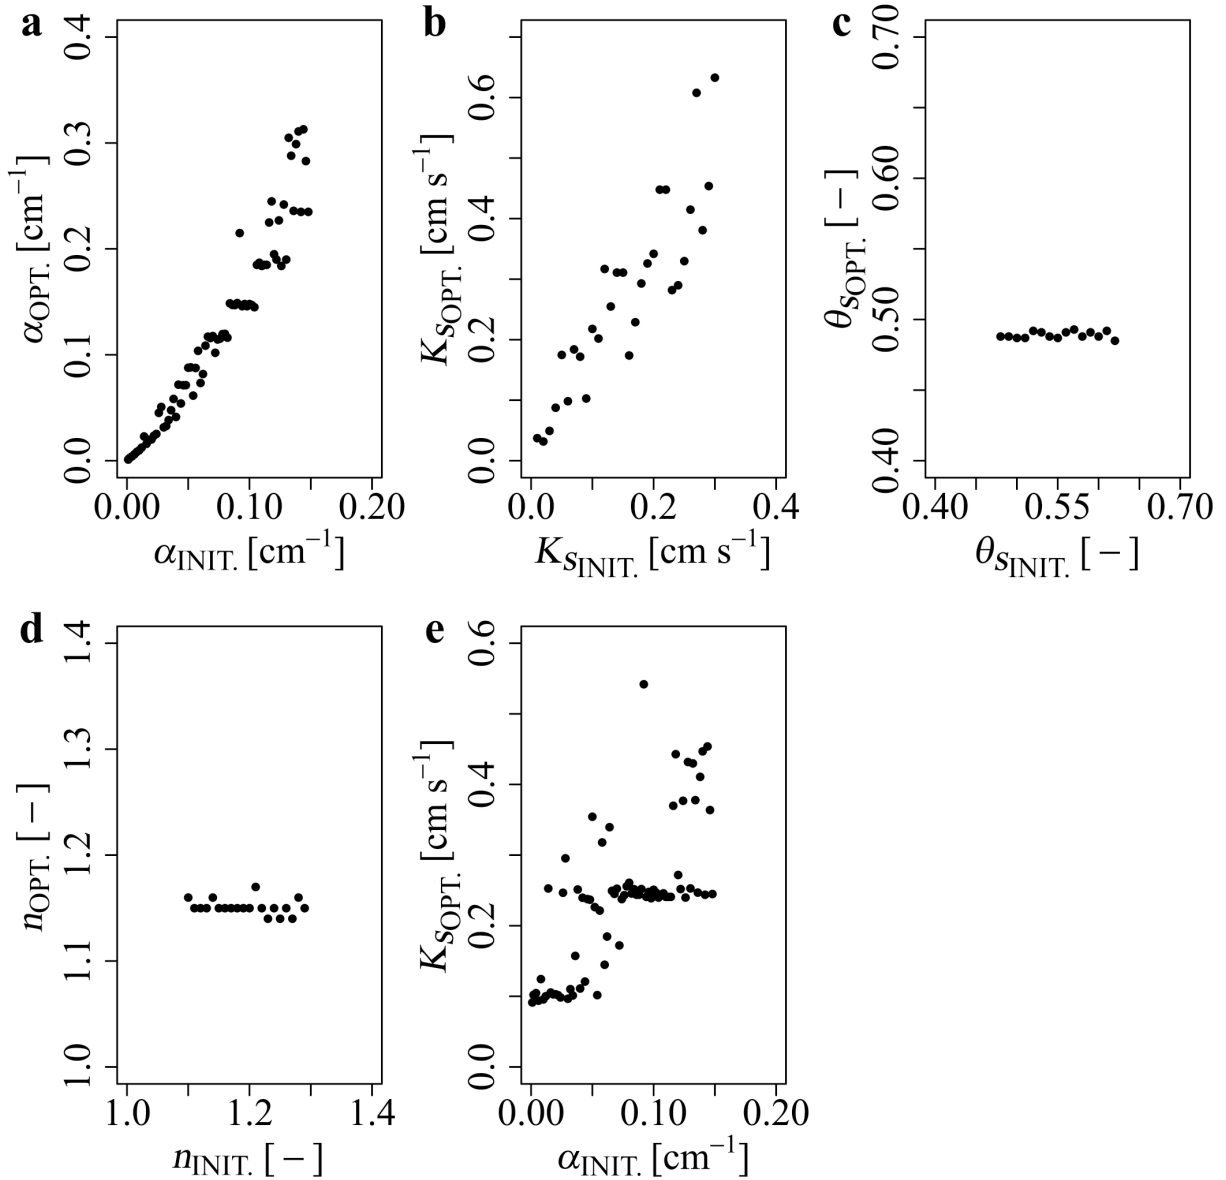 a
0.0 0.1 0.2 0.3 0.4
αOPT. [cm−1]
0.00 0.10 0.20
αINIT. [cm−1]
b
0.0 0.2 0.4 0.6
KSOPT. [cm s−1]
0.0 0.2 0.4
KSINIT. [cm s−1]
c
0.40 0.50 0.60 0.70
θSOPT. [−]
0.40 0.55 0.70
θSINIT. [−]
d
1.0 1.1 1.2 1.3 1.4
nOPT. [−]
1.0 1.2 1.4
nINIT. [−]
e
0.0 0.2 0.4 0.6
KSOPT. [cm s−1]
0.00 0.10 0.20
αINIT. [cm−1]